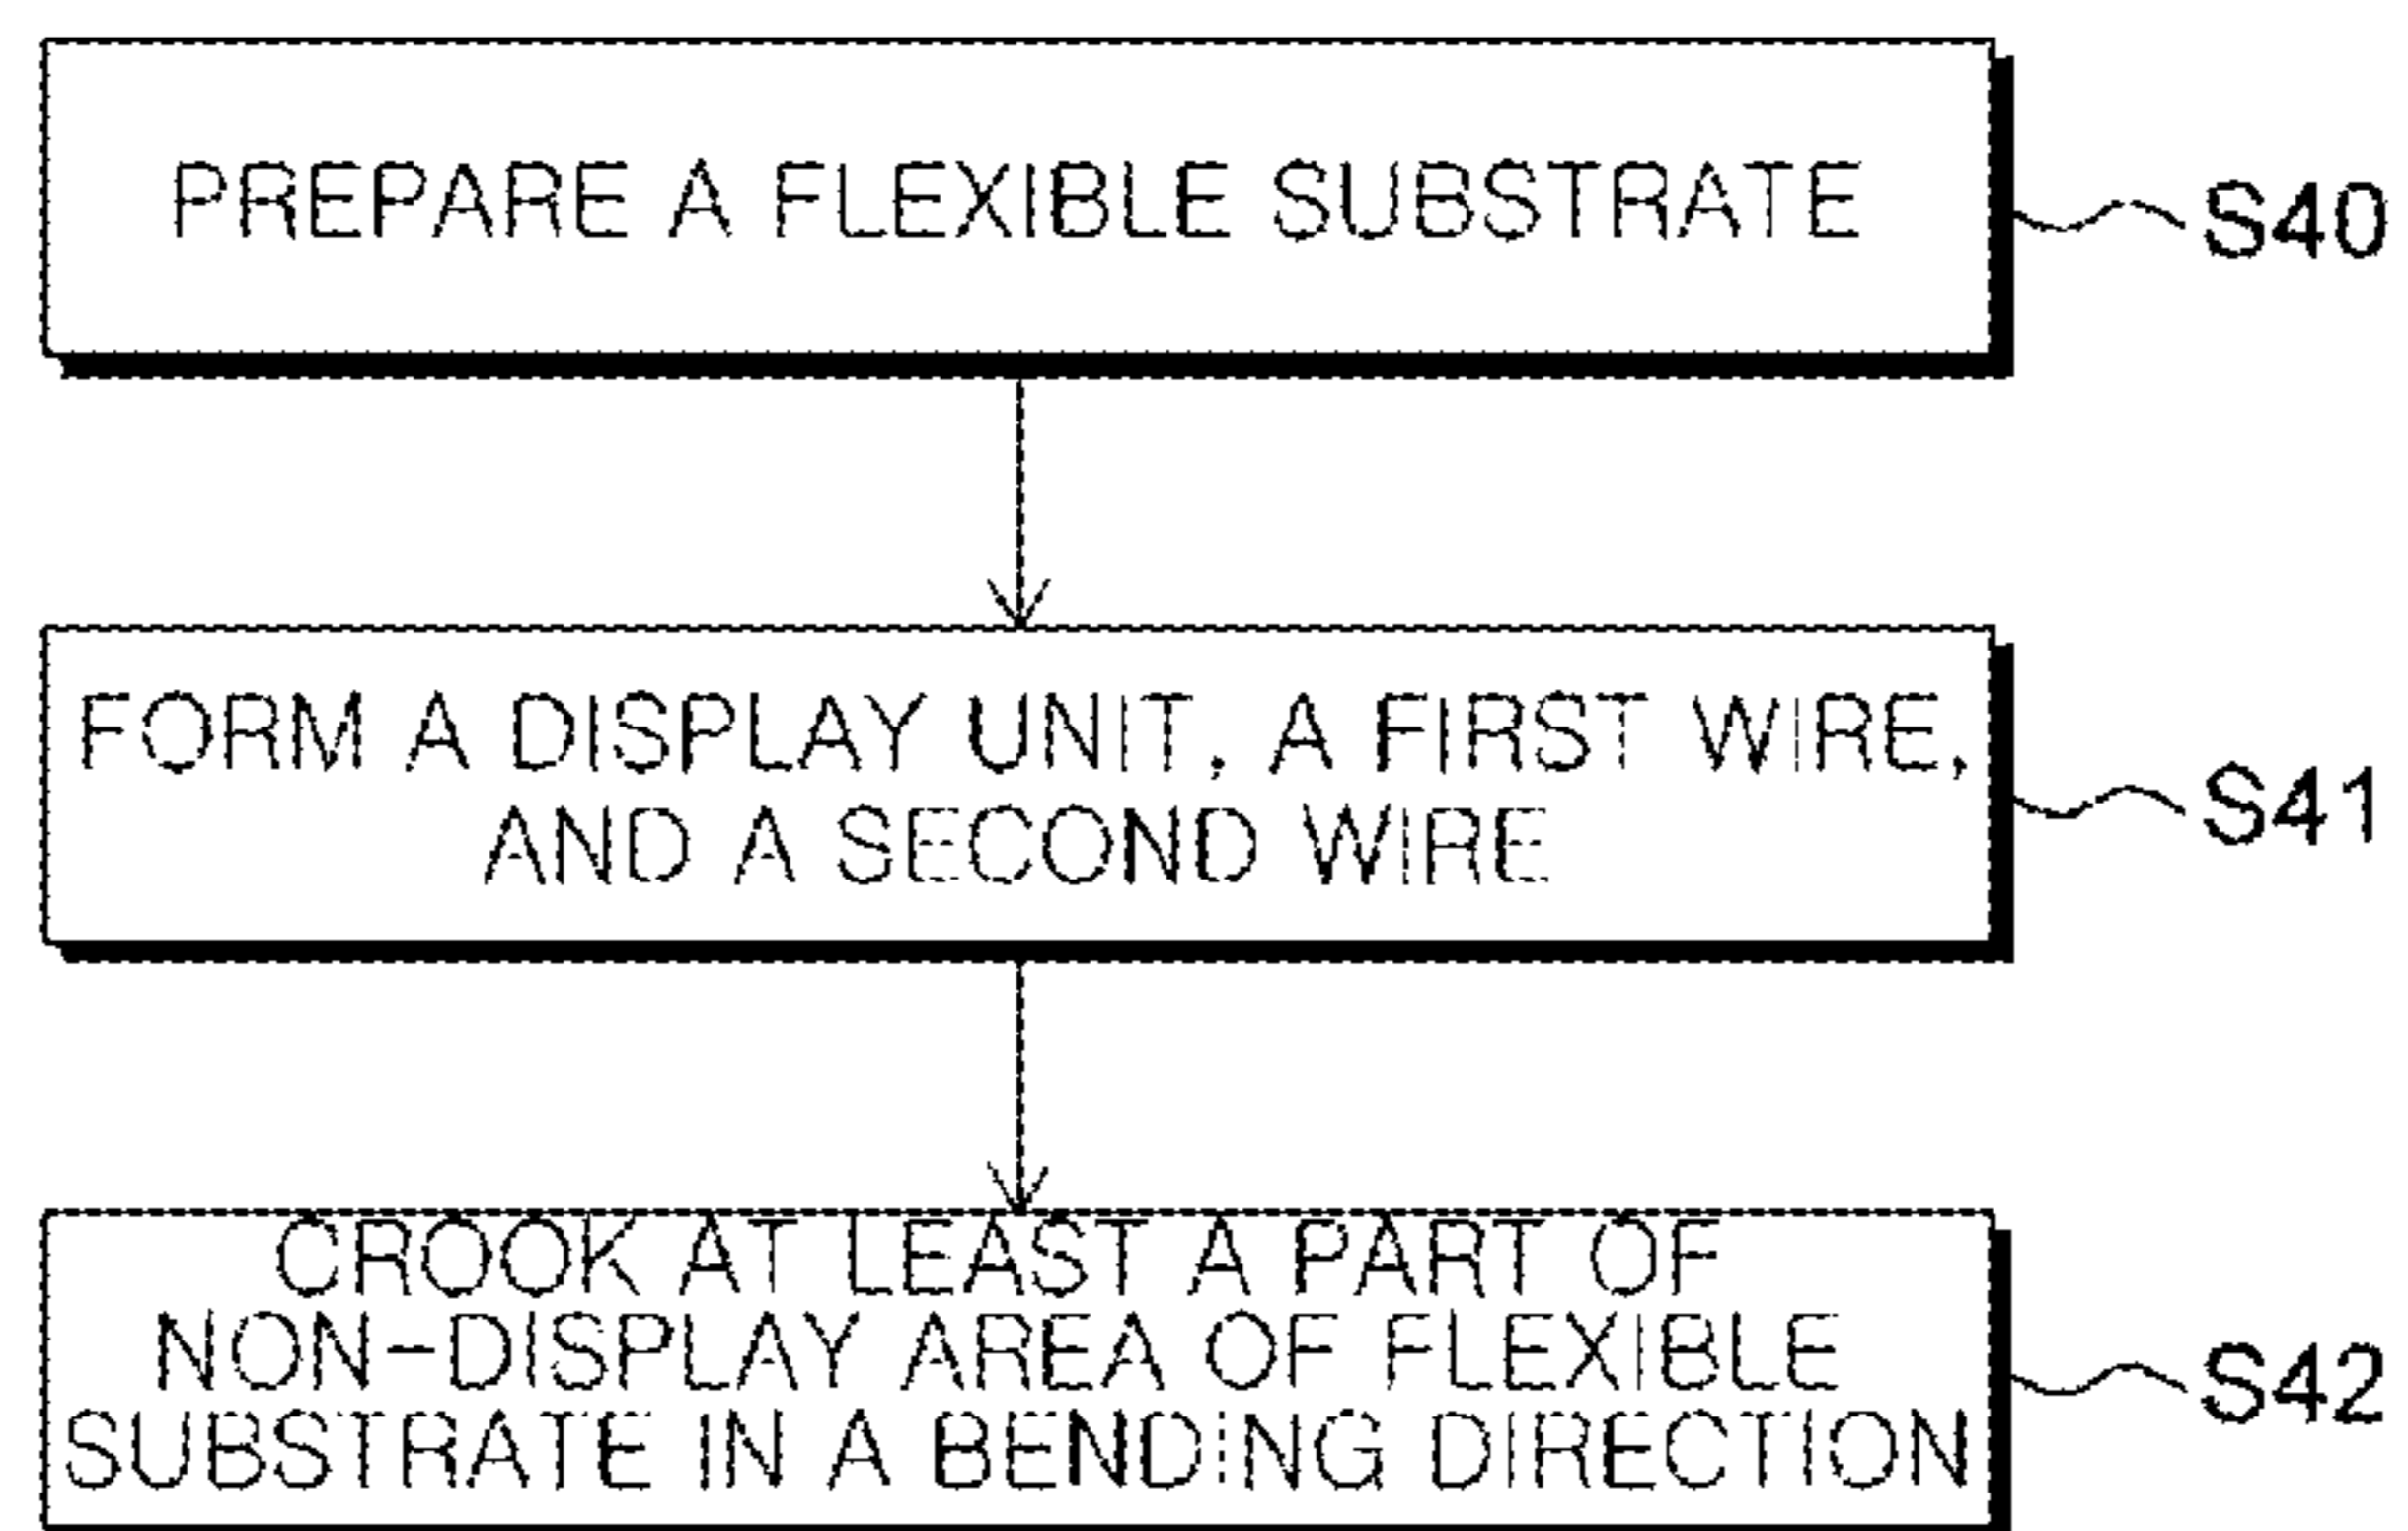 PREPARE A FLEXIBLE SUBSTRATE
S40
FORM A DISPLAY UNIT, A FIRST WIRE,
AND A SECOND WIRE
S41
CROOK AT LEAST A PART OF
NON-DISPLAY AREA OF FLEXIBLE
SUBSTRATE IN A BENDING DIRECTION
S42